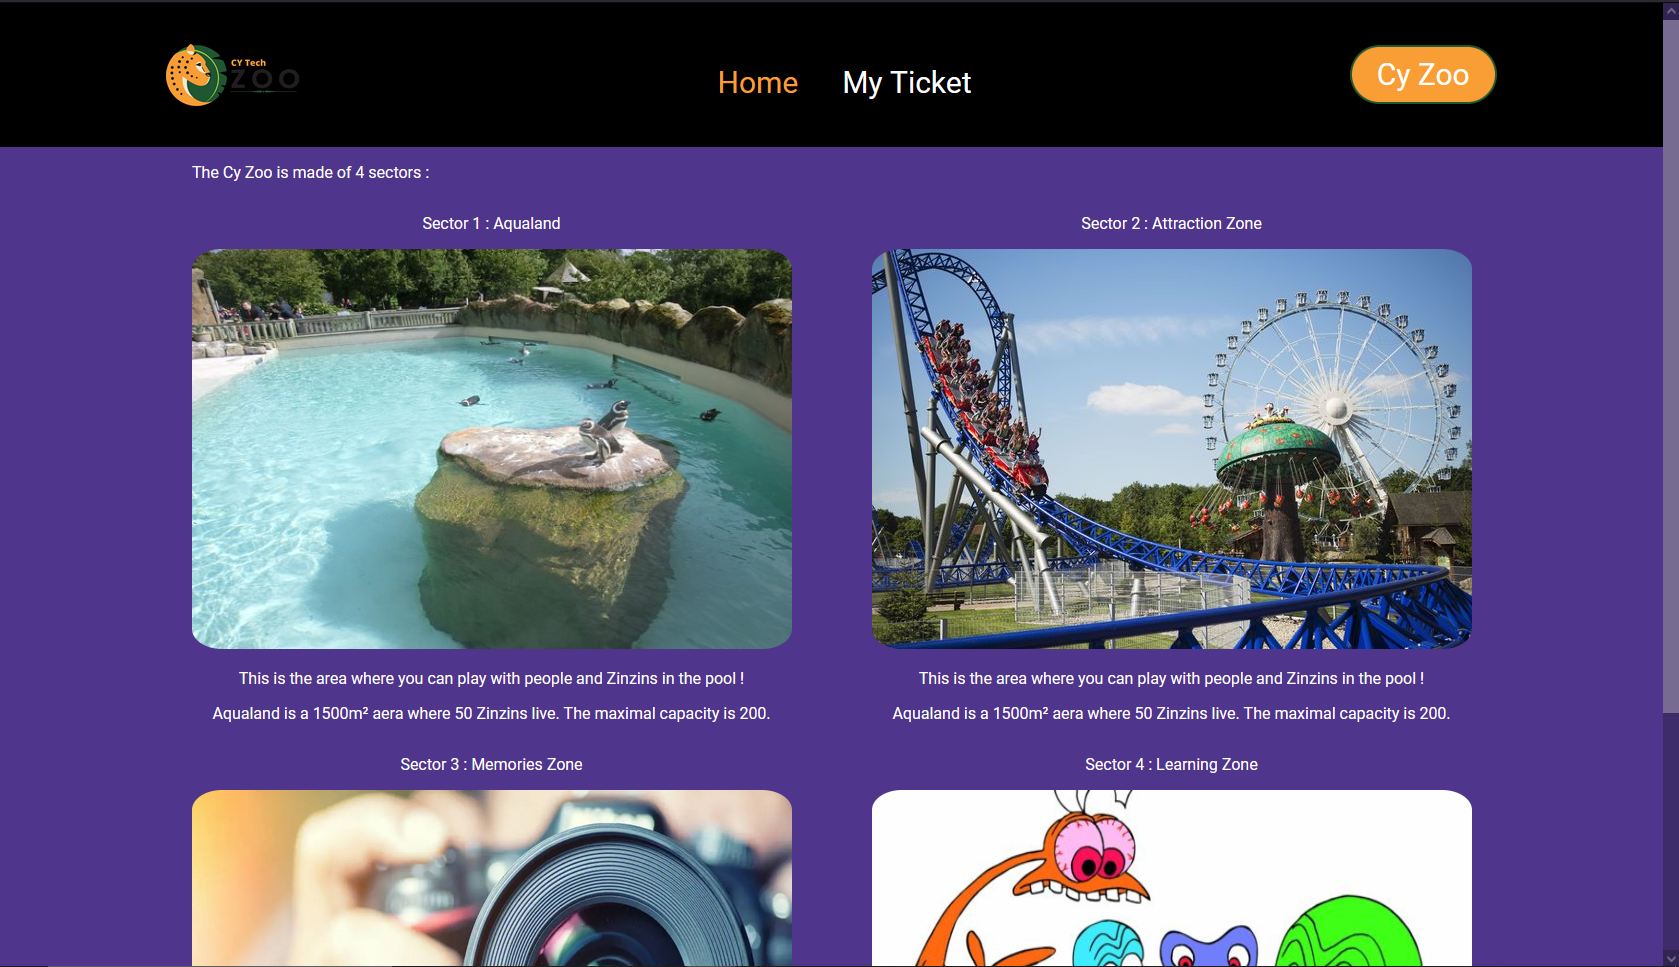 CY Tech
ZOO
Home
My Ticket
Cy Zoo
The Cy Zoo is made of 4 sectors :
Sector 1 : Aqualand
Sector 2 : Attraction Zone
This is the area where you can play with people and Zinzins in the pool !
This is the area where you can play with people and Zinzins in the pool !
Aqualand is a 1500m² aera where 50 Zinzins live. The maximal capacity is 200.
Aqualand is a 1500m² aera where 50 Zinzins live. The maximal capacity is 200.
Sector 3 : Memories Zone
Sector 4 : Learning Zone